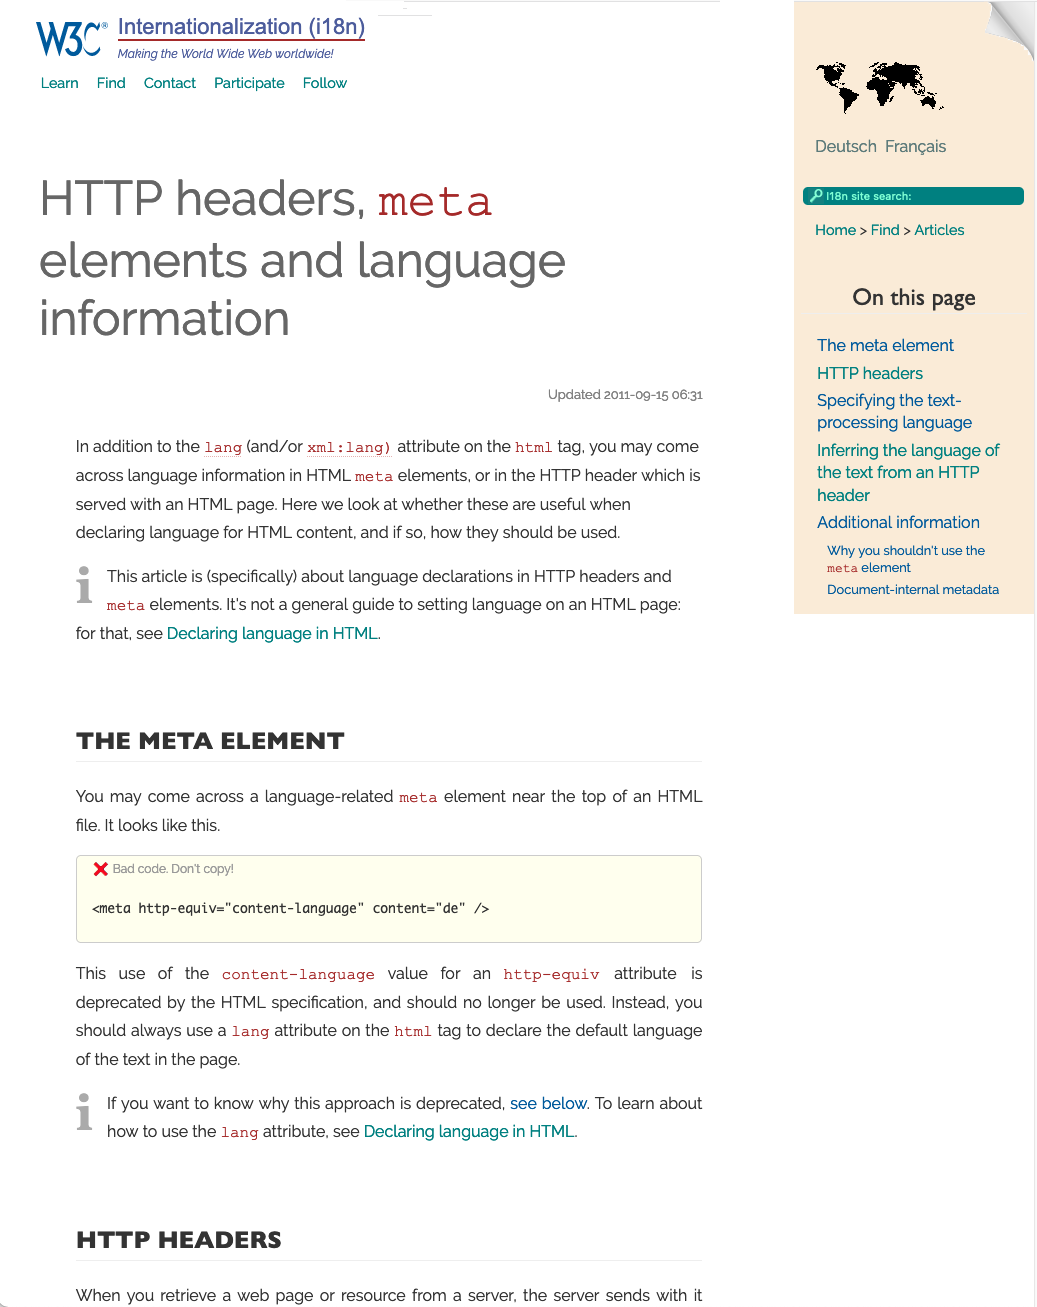 W3C® Internationalization (i18n)
Making the World Wide Web worldwide!
Learn Find Contact Participate Follow
HTTP headers, meta
elements and language
information
Updated 2011-09-15 06:31
In addition to the lang (and/or xml:lang) attribute on the html tag, you may come
across language information in HTML meta elements, or in the HTTP header which is
served with an HTML page. Here we look at whether these are useful when
declaring language for HTML content, and if so, how they should be used.
i This article is (specifically) about language declarations in HTTP headers and
meta elements. It's not a general guide to setting language on an HTML page:
for that, see Declaring language in HTML.
THE META ELEMENT
You may come across a language-related meta element near the top of an HTML
file. It looks like this.
Bad code. Don't copy!
<meta http-equiv="content-language" content="de" />
This use of the content-language value for an http-equiv attribute is
deprecated by the HTML specification, and should no longer be used. Instead, you
should always use a lang attribute on the html tag to declare the default language
of the text in the page.
i If you want to know why this approach is deprecated, see below. To learn about
how to use the lang attribute, see Declaring language in HTML.
HTTP HEADERS
When you retrieve a web page or resource from a server, the server sends with it
Deutsch Français
I18n site search:
Home > Find > Articles
On this page
The meta element
HTTP headers
Specifying the text-
processing language
Inferring the language of
the text from an HTTP
header
Additional information
Why you shouldn't use the
meta element
Document-internal metadata